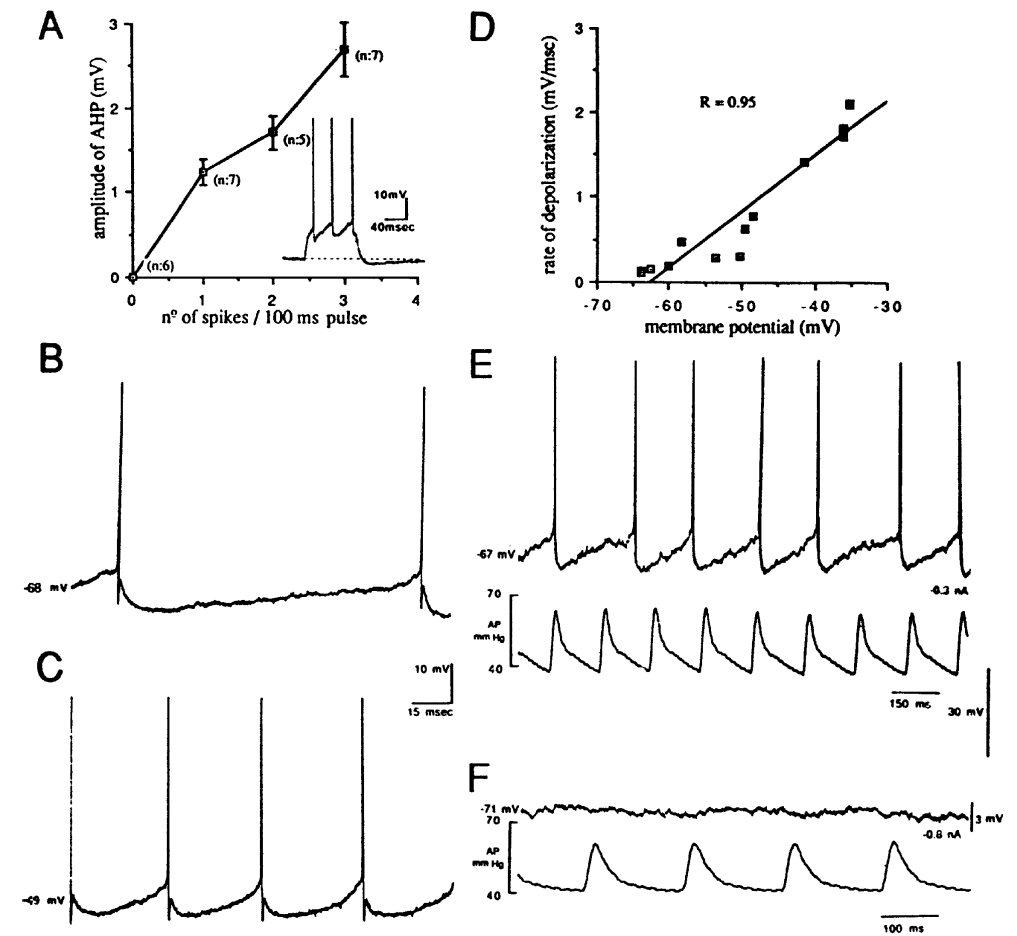 A
amplitude of AHP (mV)
3
2
1
0
(n:6)
(n:7)
(n:5)
(n:7)
10mV
40msec
0 1 2 3 4
nº of spikes / 100 ms pulse
D
rate of depolarization (mV/msc)
3
2
1
0
R = 0.95
-70 -60 -50 -40 -30
membrane potential (mV)
B
-68 mV
C
10 mV
15 msec
-49 mV
E
-67 mV
-0.3 nA
70
AP
mm Hg
40
150 ms
30 mV
F
-71 mV
3 mV
-0.8 nA
70
AP
mm Hg
40
100 ms